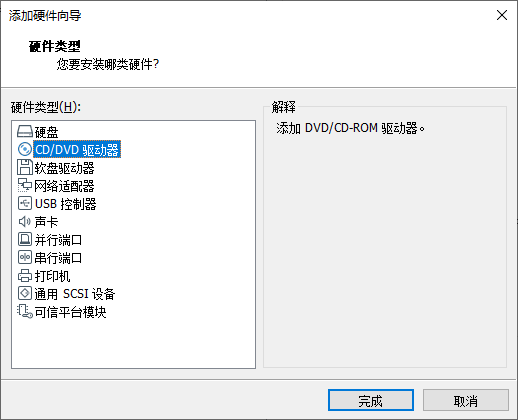 添加硬件向导
硬件类型
您要安装哪类硬件?
硬件类型(H):
硬盘
CD/DVD 驱动器
软盘驱动器
网络适配器
USB 控制器
声卡
并行端口
串行端口
打印机
通用 SCSI 设备
可信平台模块
解释
添加 DVD/CD-ROM 驱动器。
完成
取消